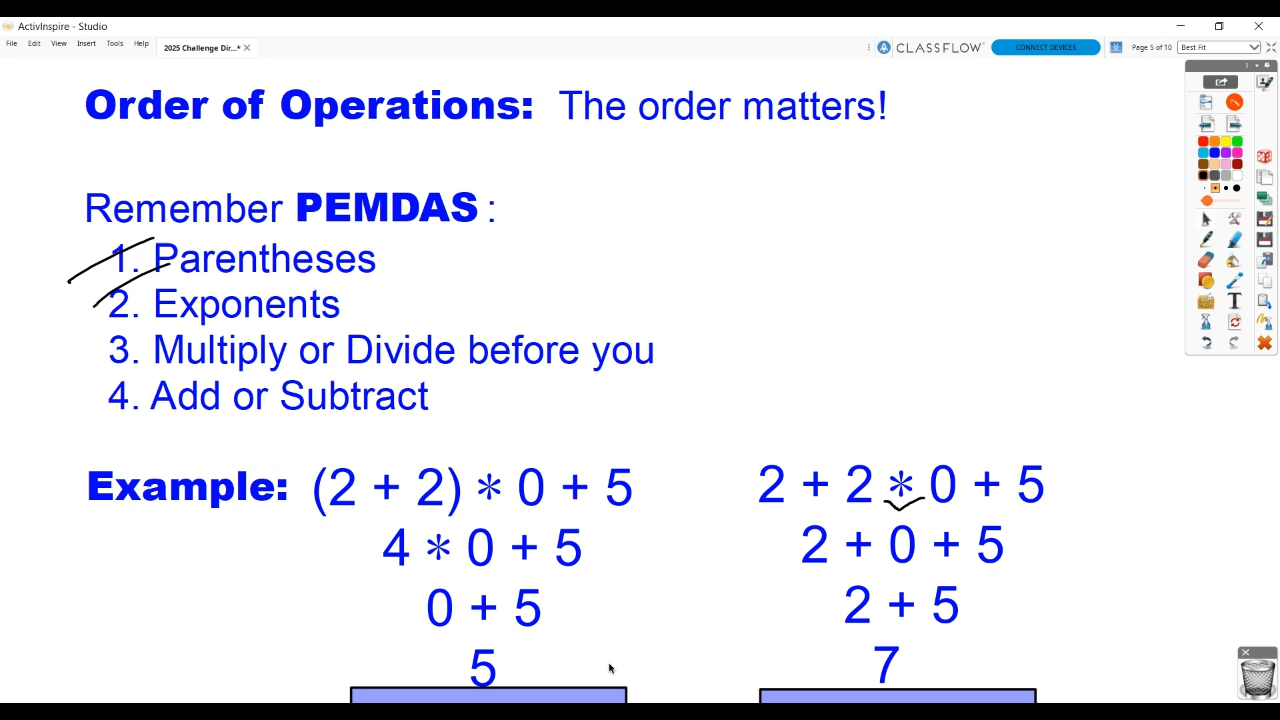 ActivInspire - Studio
File Edit View Insert Tools Help 2025 Challenge Dir...*
CLASSFLOW CONNECT DEVICES Page 5 of 10 Best Fit
Order of Operations: The order matters!
Remember PEMDAS :
1. Parentheses
2. Exponents
3. Multiply or Divide before you
4. Add or Subtract
Example: (2 + 2) * 0 + 5
4 * 0 + 5
0 + 5
5
2 + 2 * 0 + 5
2 + 0 + 5
2 + 5
7